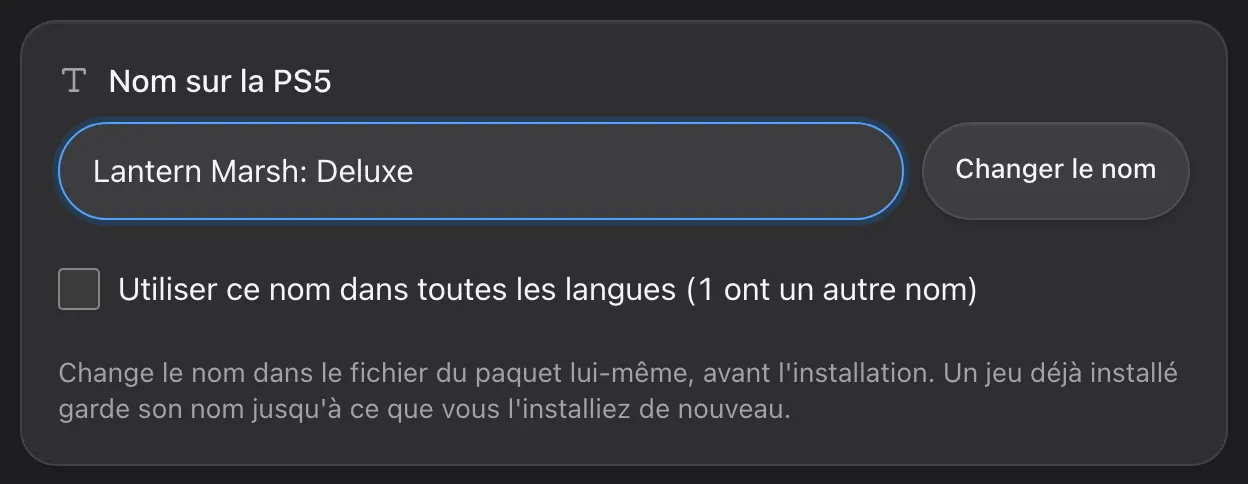 Nom sur la PS5
Lantern Marsh: Deluxe
Changer le nom
Utiliser ce nom dans toutes les langues (1 ont un autre nom)
Change le nom dans le fichier du paquet lui-même, avant l'installation. Un jeu déjà installé
garde son nom jusqu'à ce que vous l'installiez de nouveau.